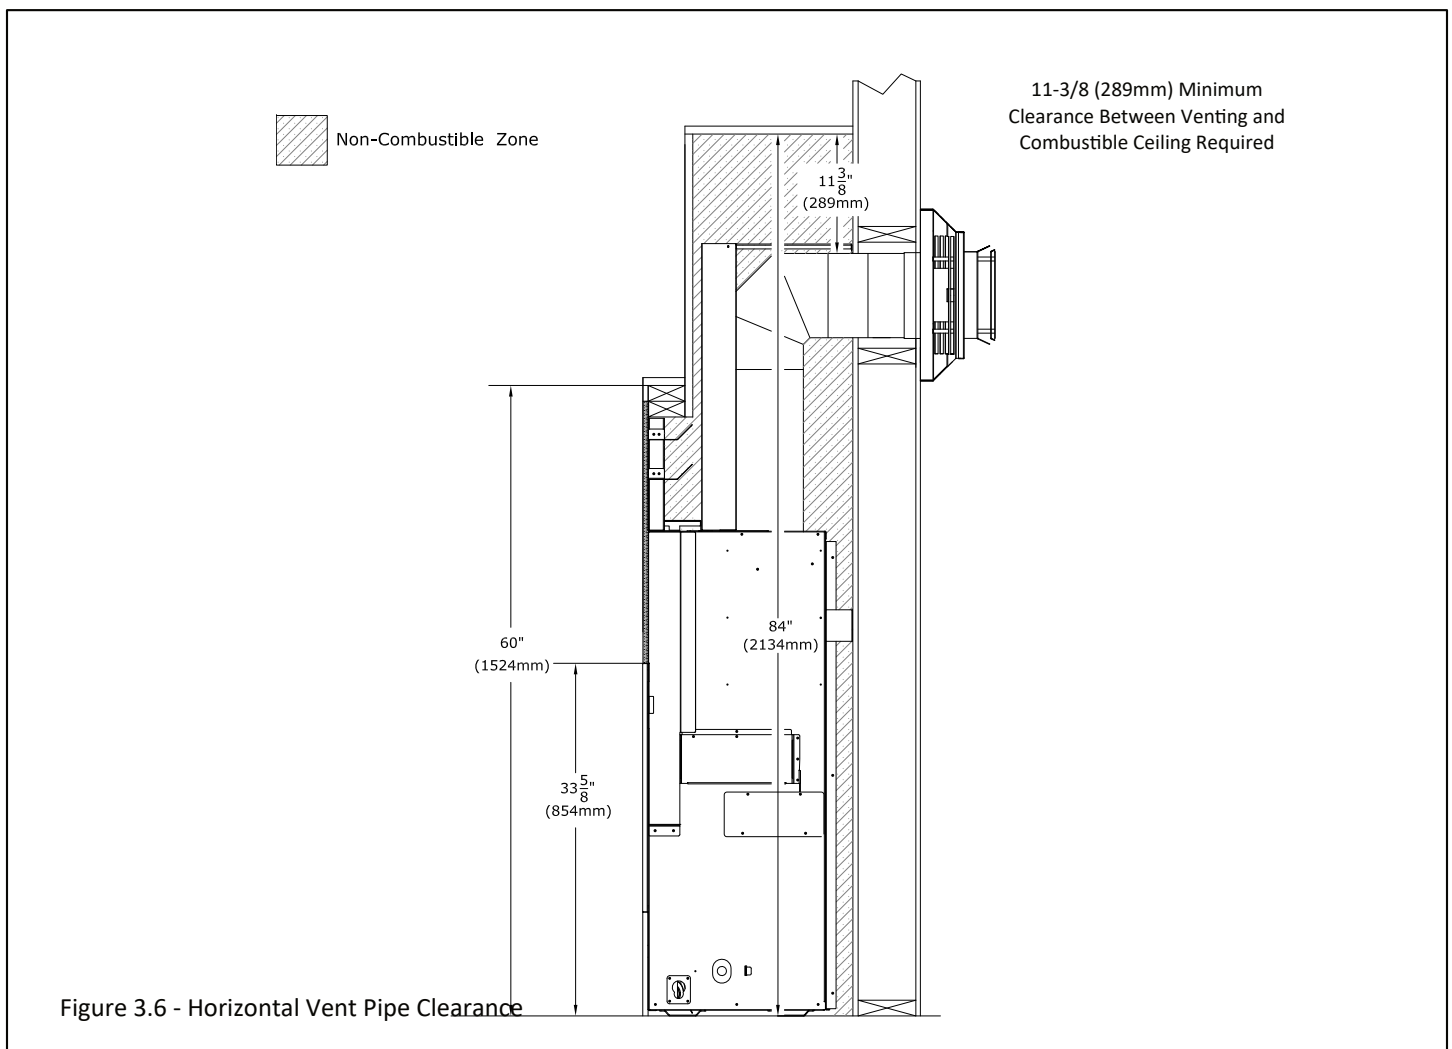 11-3/8 (289mm) Minimum
Clearance Between Venting and
Combustible Ceiling Required
Non-Combustible Zone
11 3/8"
(289mm)
60"
(1524mm)
84"
(2134mm)
33 5/8"
(854mm)
Figure 3.6 - Horizontal Vent Pipe Clearance